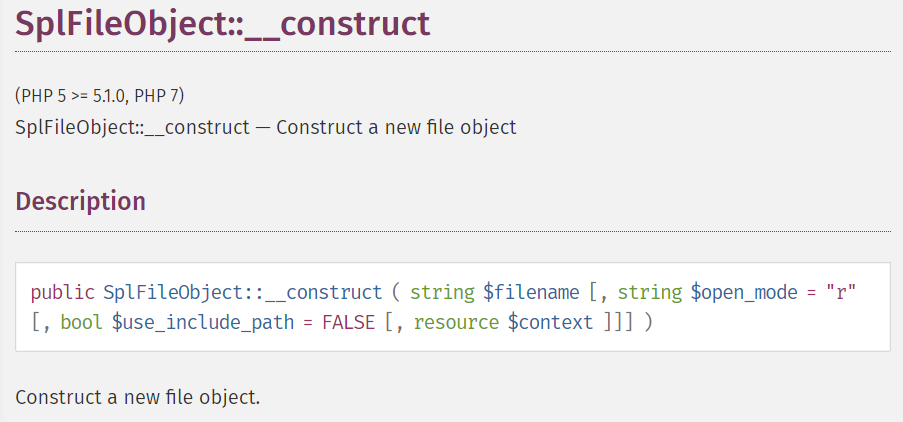 SplFileObject::__construct
(PHP 5 >= 5.1.0, PHP 7)
SplFileObject::__construct — Construct a new file object
Description
public SplFileObject::__construct ( string $filename [, string $open_mode = "r"
[, bool $use_include_path = FALSE [, resource $context ]]] )
Construct a new file object.